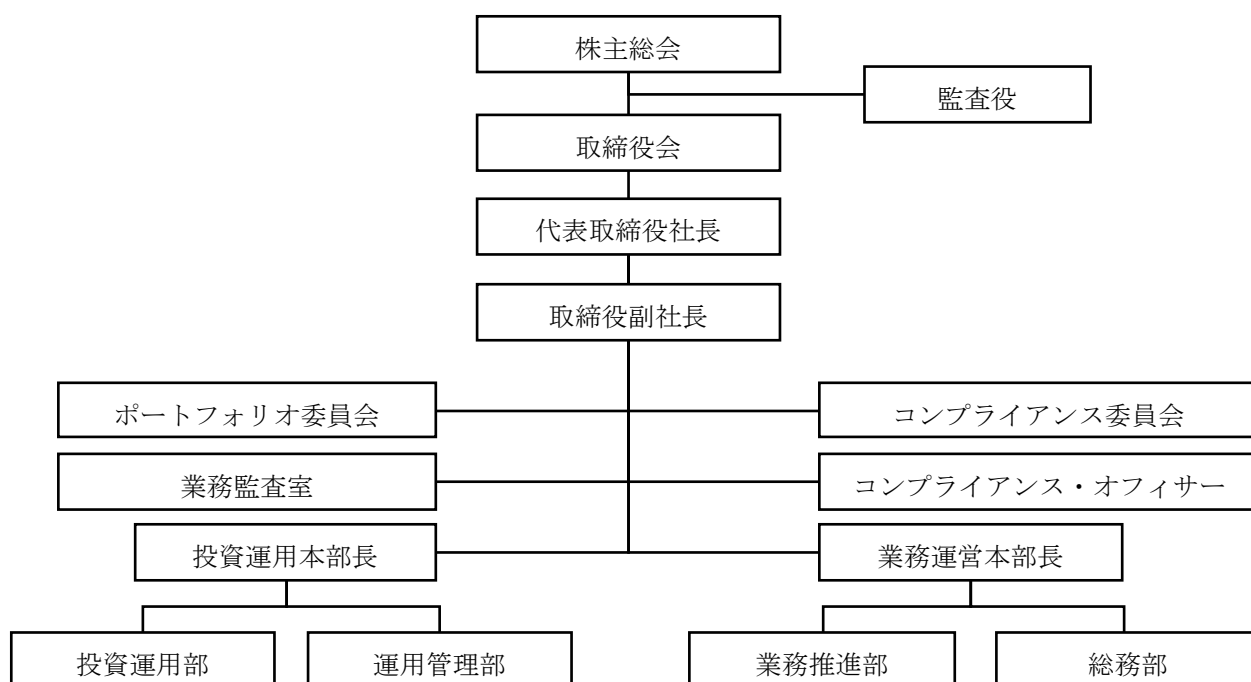 株主総会
監査役
取締役会
代表取締役社長
取締役副社長
ポートフォリオ委員会
コンプライアンス委員会
業務監査室
コンプライアンス・オフィサー
投資運用本部長
業務運営本部長
投資運用部
運用管理部
業務推進部
総務部